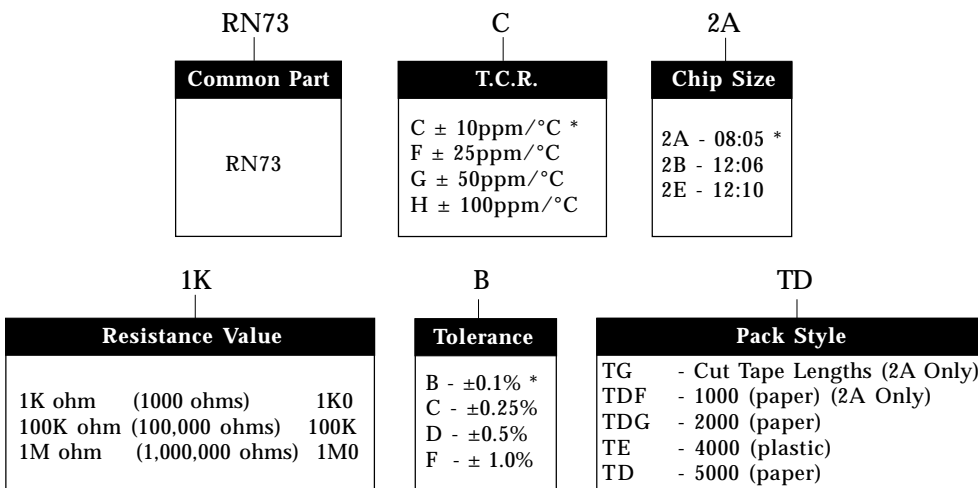 RN73
C
2A
Common Part
T.C.R.
Chip Size
RN73
C ± 10ppm/°C *
F ± 25ppm/°C
G ± 50ppm/°C
H ± 100ppm/°C
2A - 08:05 *
2B - 12:06
2E - 12:10
1K
B
TD
Resistance Value
Tolerance
Pack Style
1K ohm (1000 ohms) 1K0
100K ohm (100,000 ohms) 100K
1M ohm (1,000,000 ohms) 1M0
B - ±0.1% *
C - ±0.25%
D - ±0.5%
F - ± 1.0%
TG - Cut Tape Lengths (2A Only)
TDF - 1000 (paper) (2A Only)
TDG - 2000 (paper)
TE - 4000 (plastic)
TD - 5000 (paper)